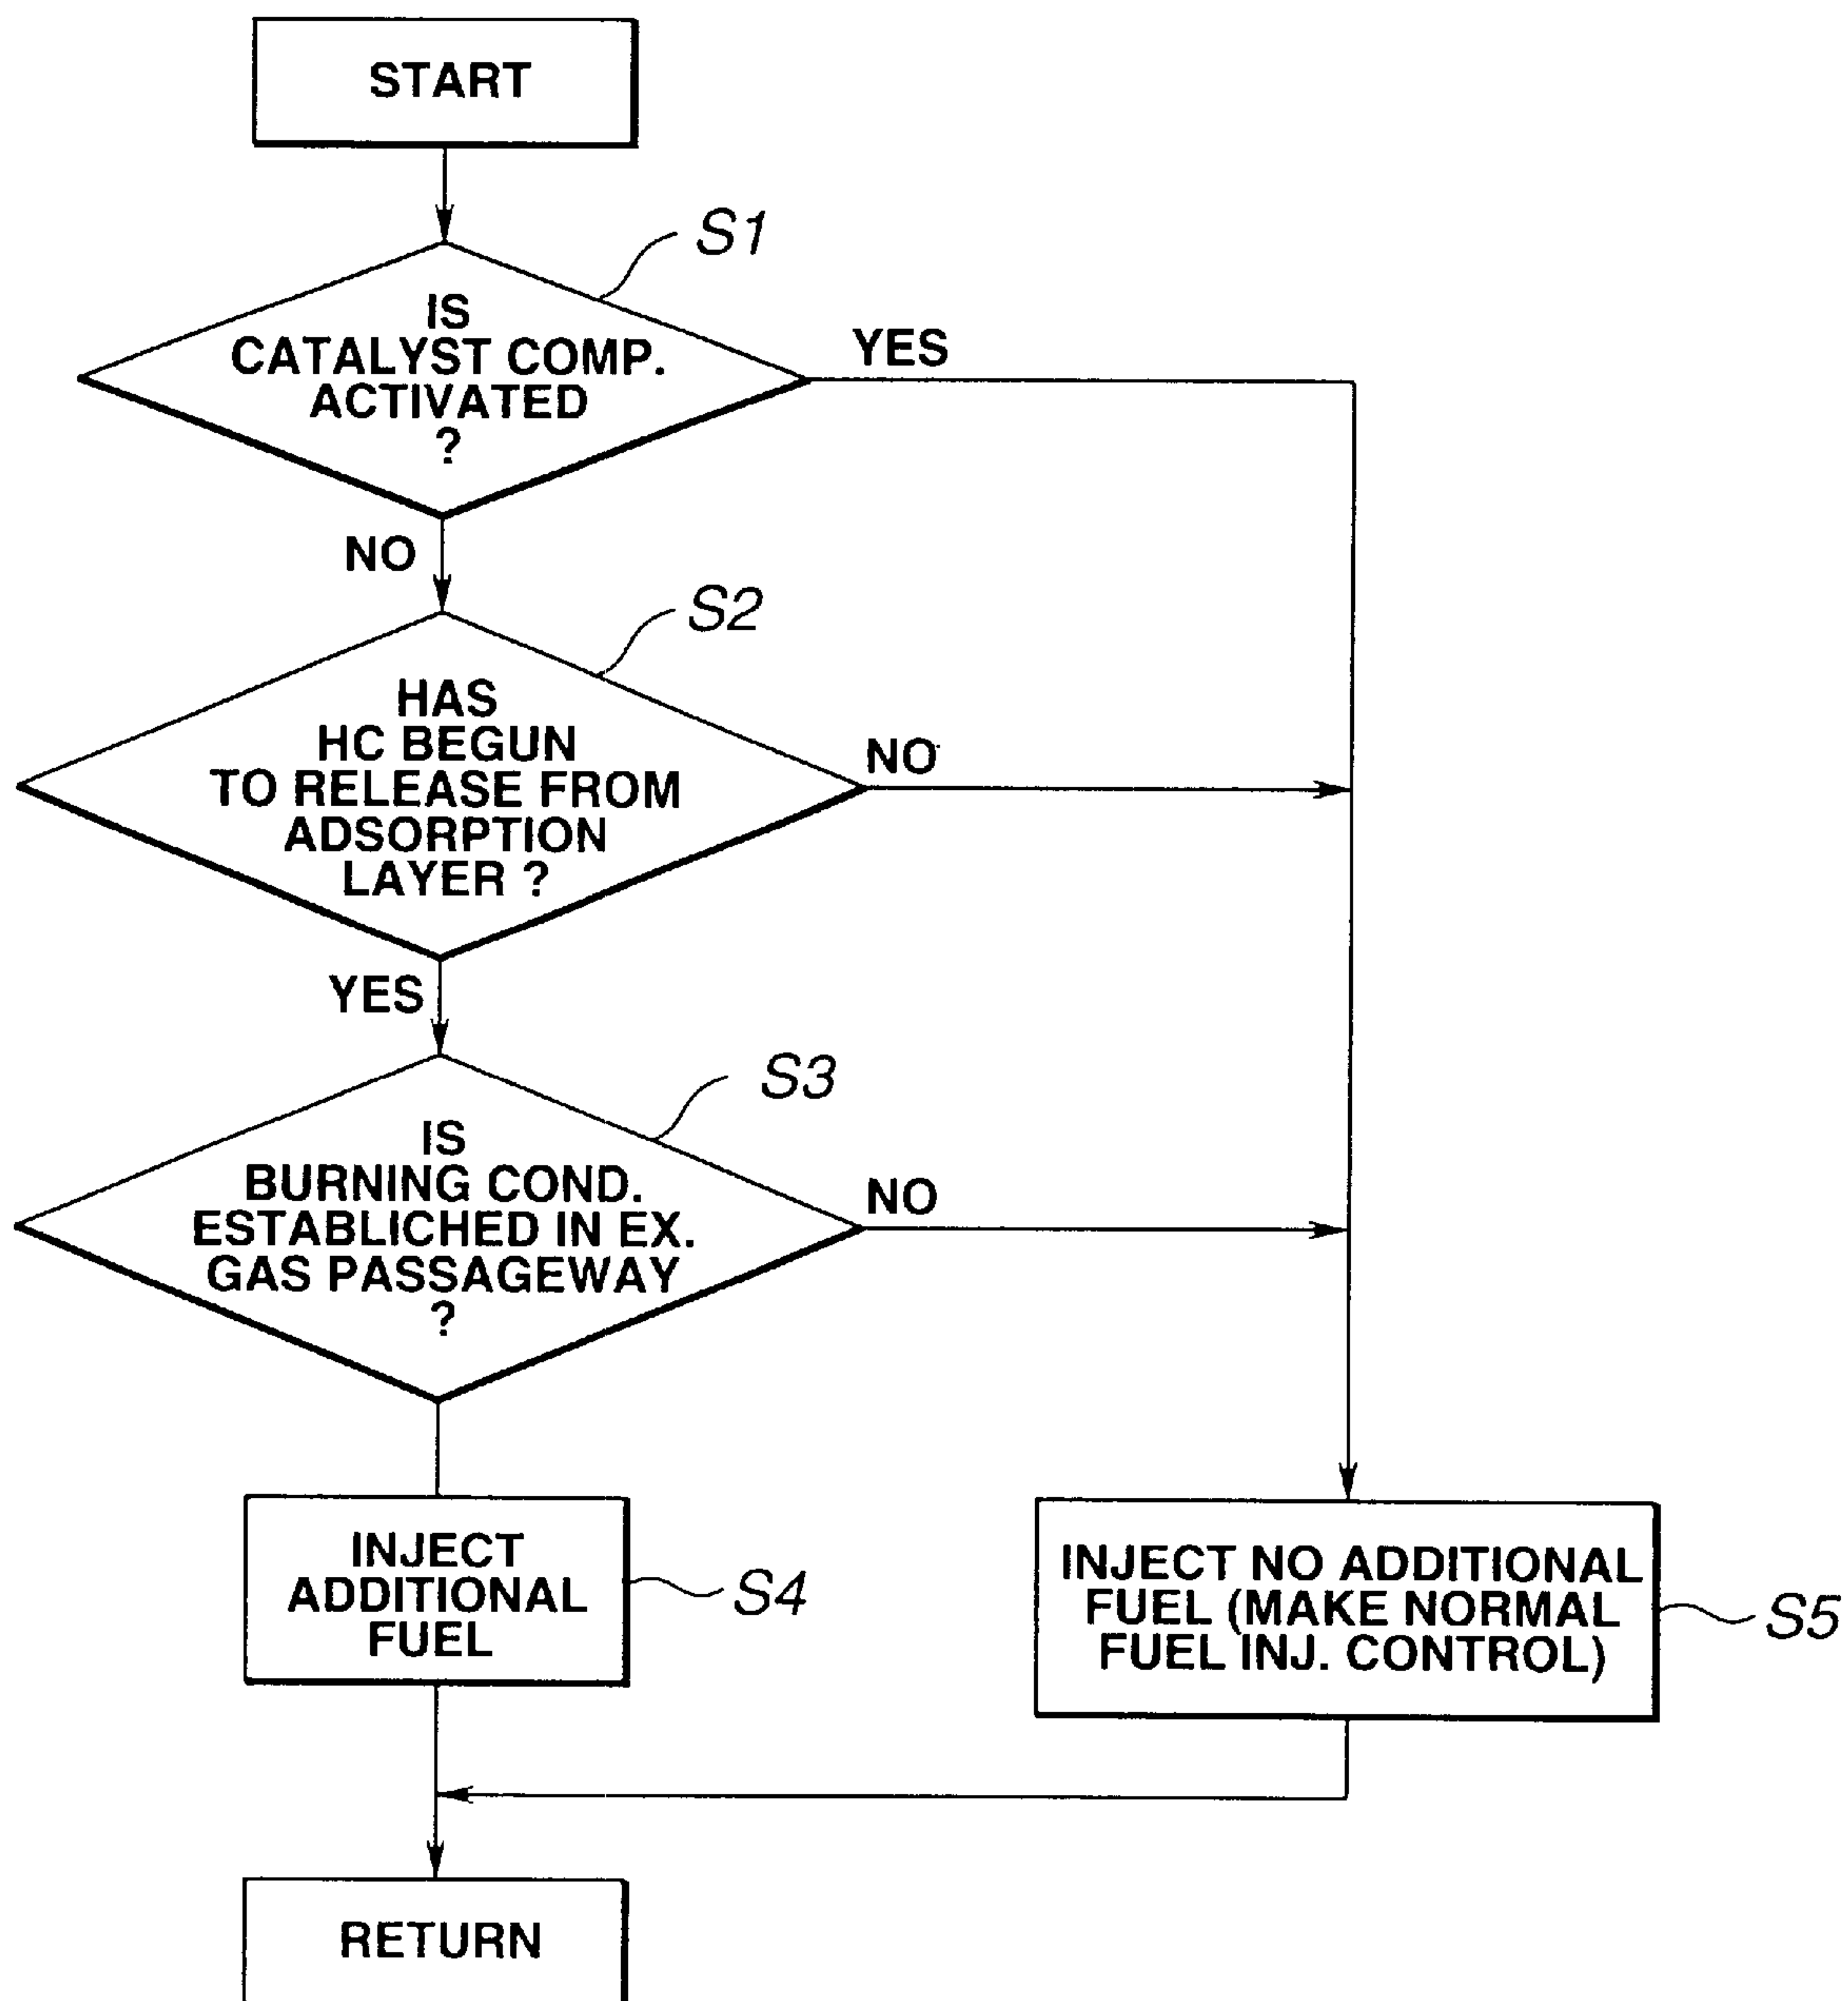 START
S1
IS
CATALYST COMP.
ACTIVATED
?
YES
NO
S2
HAS
HC BEGUN
TO RELEASE FROM
ADSORPTION
LAYER ?
NO
YES
S3
IS
BURNING COND.
ESTABLICHED IN EX.
GAS PASSAGEWAY
?
NO
INJECT
ADDITIONAL
FUEL
S4
INJECT NO ADDITIONAL
FUEL (MAKE NORMAL
FUEL INJ. CONTROL)
S5
RETURN